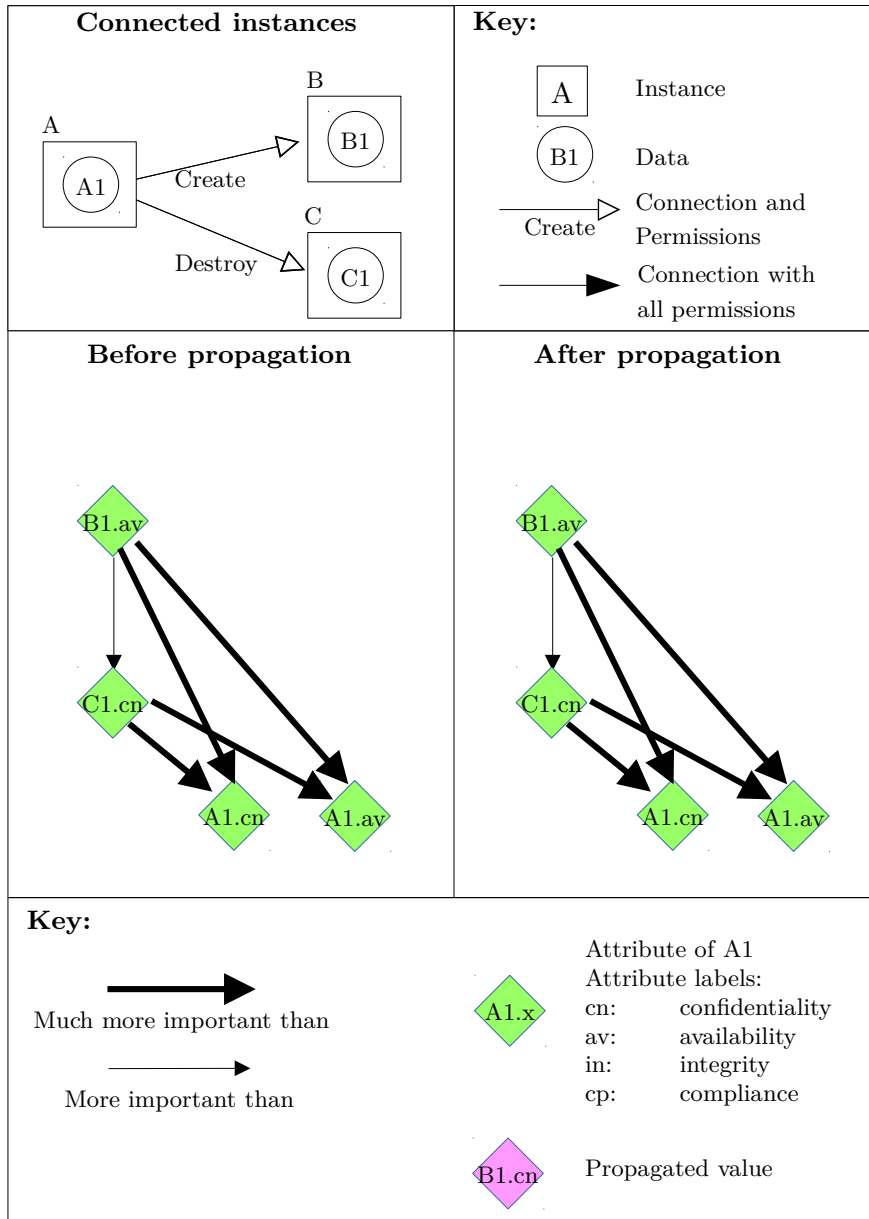 Connected instances
A
A1
B
B1
Create
C
C1
Destroy
Key:
A
Instance
B1
Data
Create
Connection and
Permissions
Connection with
all permissions
Before propagation
B1.av
C1.cn
A1.cn
A1.av
After propagation
B1.av
C1.cn
A1.cn
A1.av
Key:
Much more important than
More important than
A1.x
Attribute of A1
Attribute labels:
cn: confidentiality
av: availability
in: integrity
cp: compliance
B1.cn
Propagated value